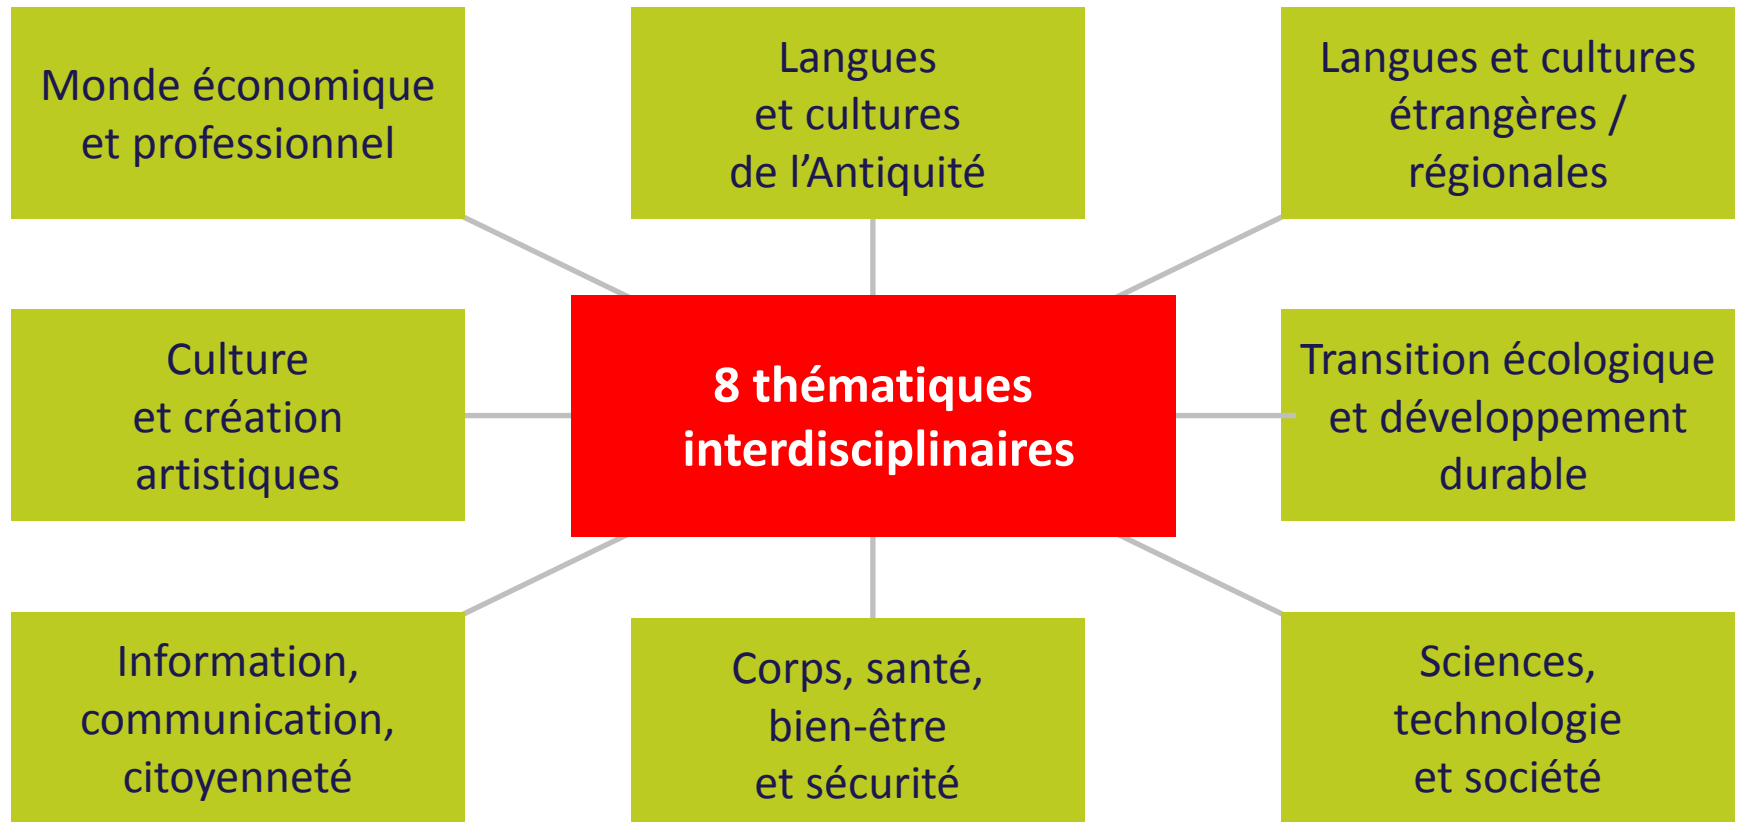 Monde économique
et professionnel
Langues
et cultures
de l’Antiquité
Langues et cultures
étrangères /
régionales
Culture
et création
artistiques
8 thématiques
interdisciplinaires
Transition écologique
et développement
durable
Information,
communication,
citoyenneté
Corps, santé,
bien-être
et sécurité
Sciences,
technologie
et société